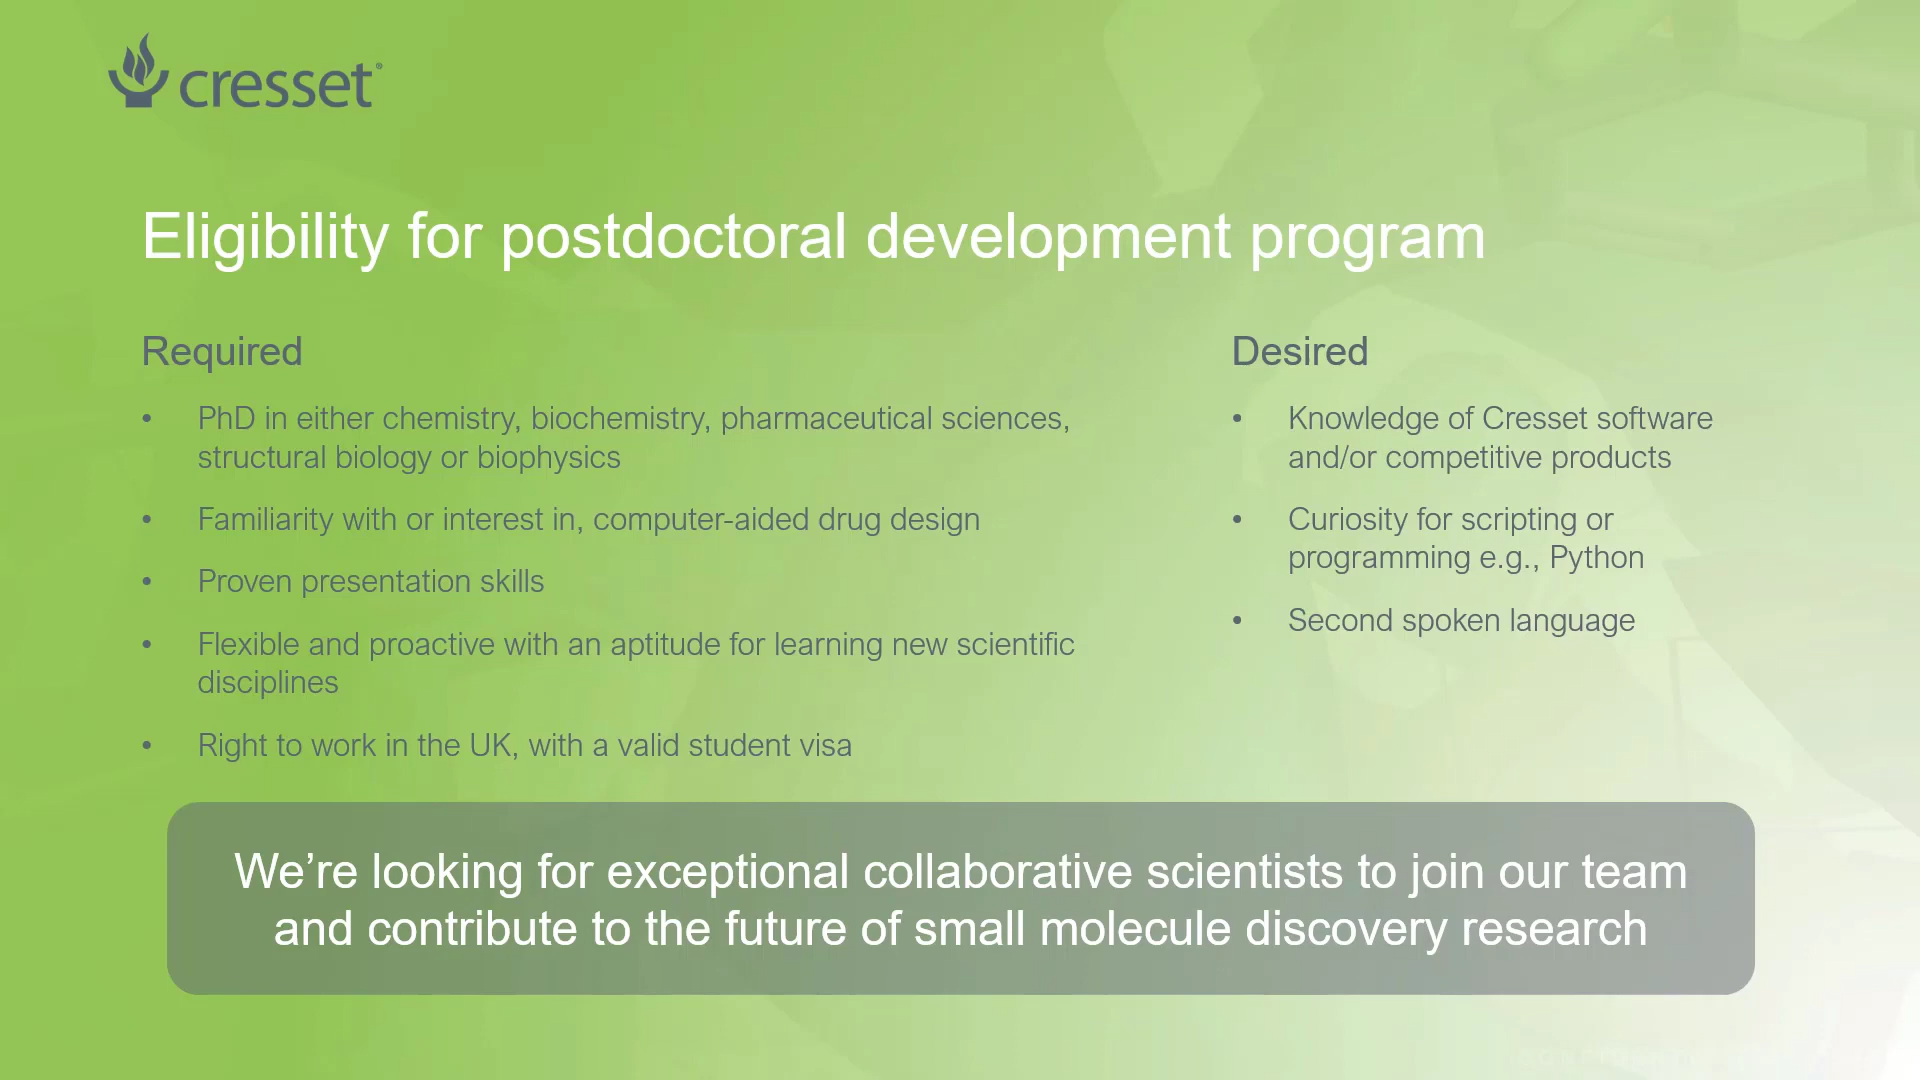 cresset®
Eligibility for postdoctoral development program
Required
• PhD in either chemistry, biochemistry, pharmaceutical sciences,
structural biology or biophysics
• Familiarity with or interest in, computer-aided drug design
• Proven presentation skills
• Flexible and proactive with an aptitude for learning new scientific
disciplines
• Right to work in the UK, with a valid student visa
Desired
• Knowledge of Cresset software
and/or competitive products
• Curiosity for scripting or
programming e.g., Python
• Second spoken language
We’re looking for exceptional collaborative scientists to join our team
and contribute to the future of small molecule discovery research